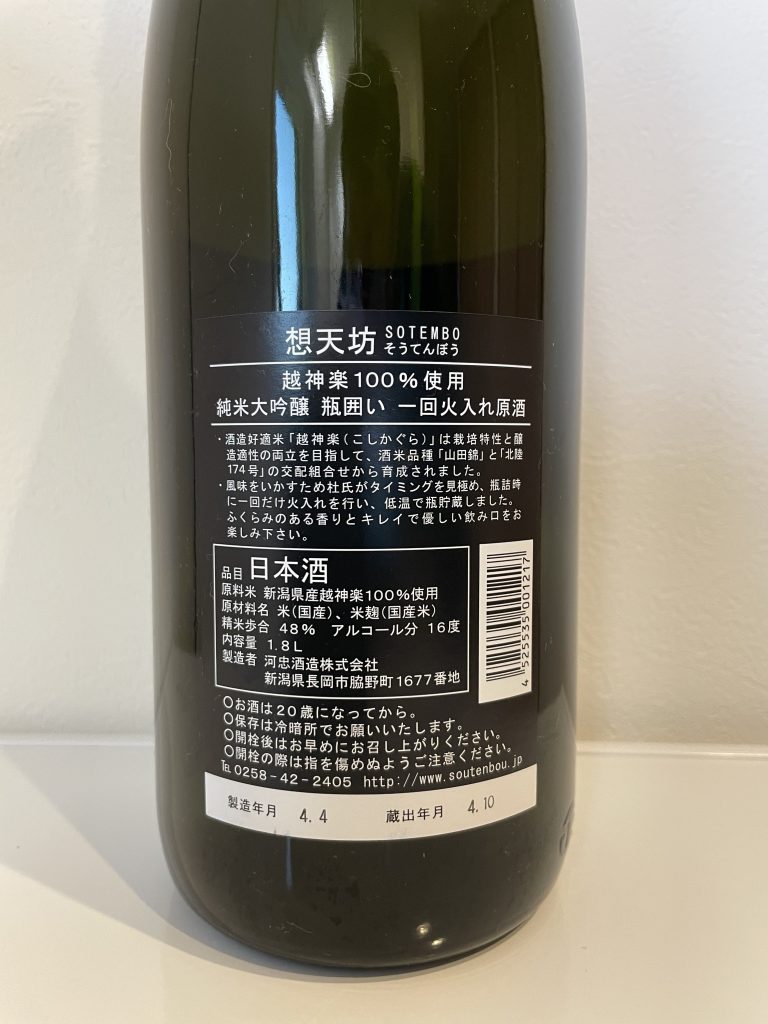 想天坊 SOTEMBO
そうてんぼう
越神楽100%使用
純米大吟醸 瓶囲い 一回火入れ原酒
・酒造好適米「越神楽(こしかぐら)」は栽培特性と醸
造適性の両立を目指して、酒米品種「山田錦」と「北陸
174号」の交配組合せから育成されました。
・風味をいかすため杜氏がタイミングを見極め、瓶詰時
に一回だけ火入れを行い、低温で瓶貯蔵しました。
ふくらみのある香りとキレイで優しい飲み口をお
楽しみ下さい。
品目 日本酒
原料米 新潟県産越神楽100%使用
原材料名 米(国産)、米麹(国産米)
精米歩合 48% アルコール分 16度
内容量 1.8L
製造者 河忠酒造株式会社
新潟県長岡市脇野町1677番地
4 525535 001217
〇お酒は20歳になってから。
〇保存は冷暗所でお願いいたします。
〇開栓後はお早めにお召し上がりください。
〇開栓の際は指を傷めぬようご注意ください。
℡ 0258-42-2405 http://www.soutenbou.jp
製造年月 4.4 蔵出年月 4.10